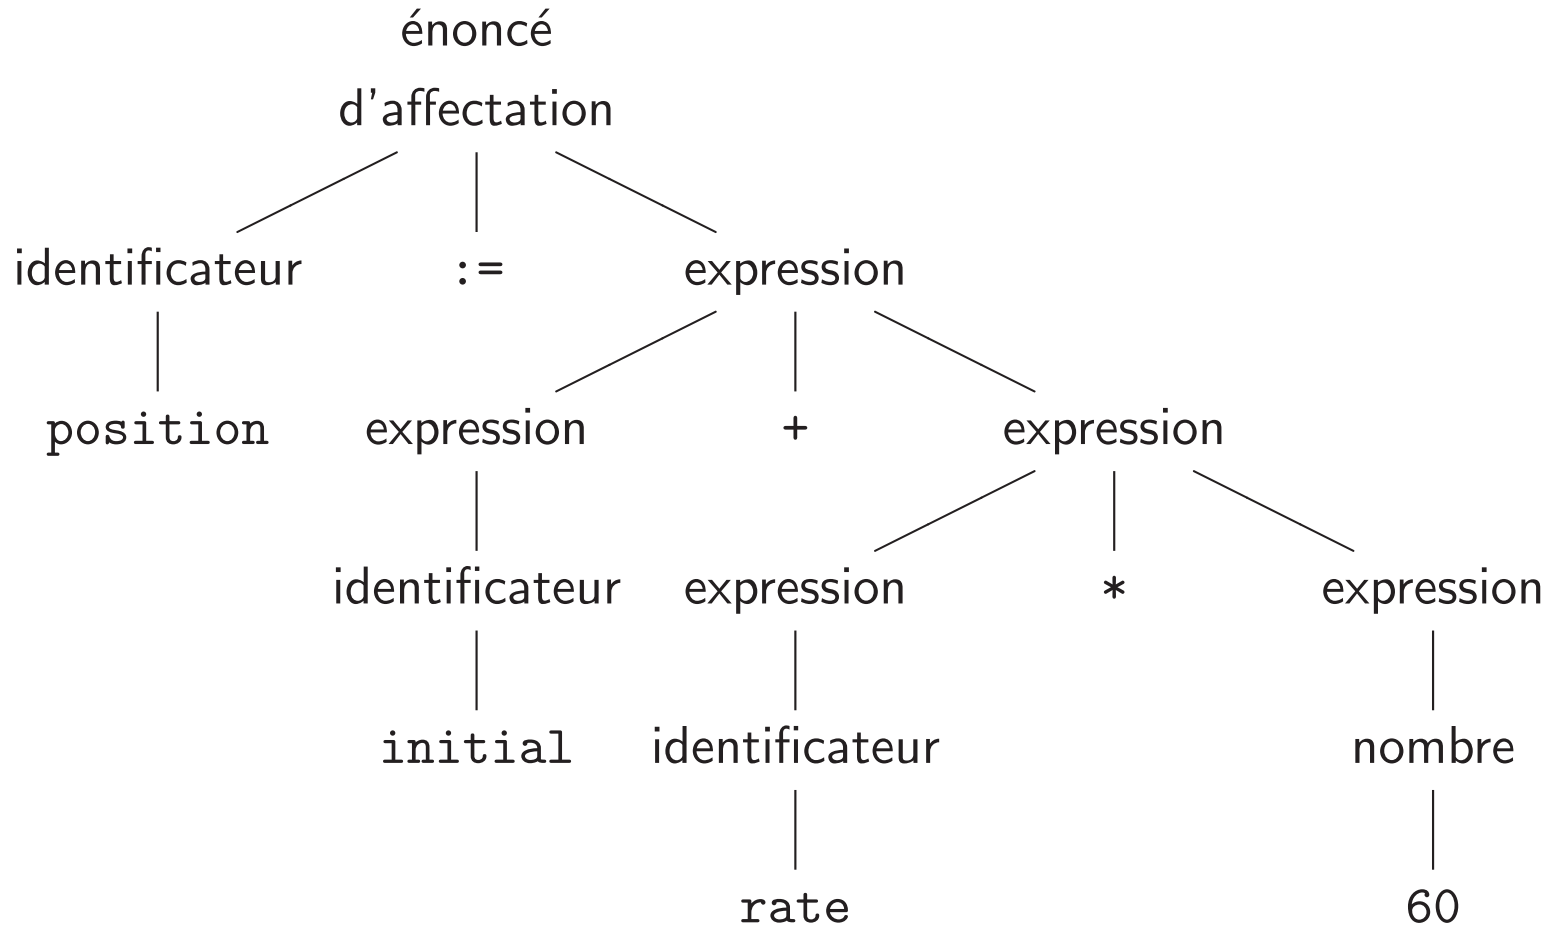 énoncé
d'affectation
identificateur := expression
position expression + expression
identificateur expression * expression
initial identificateur nombre
rate 60